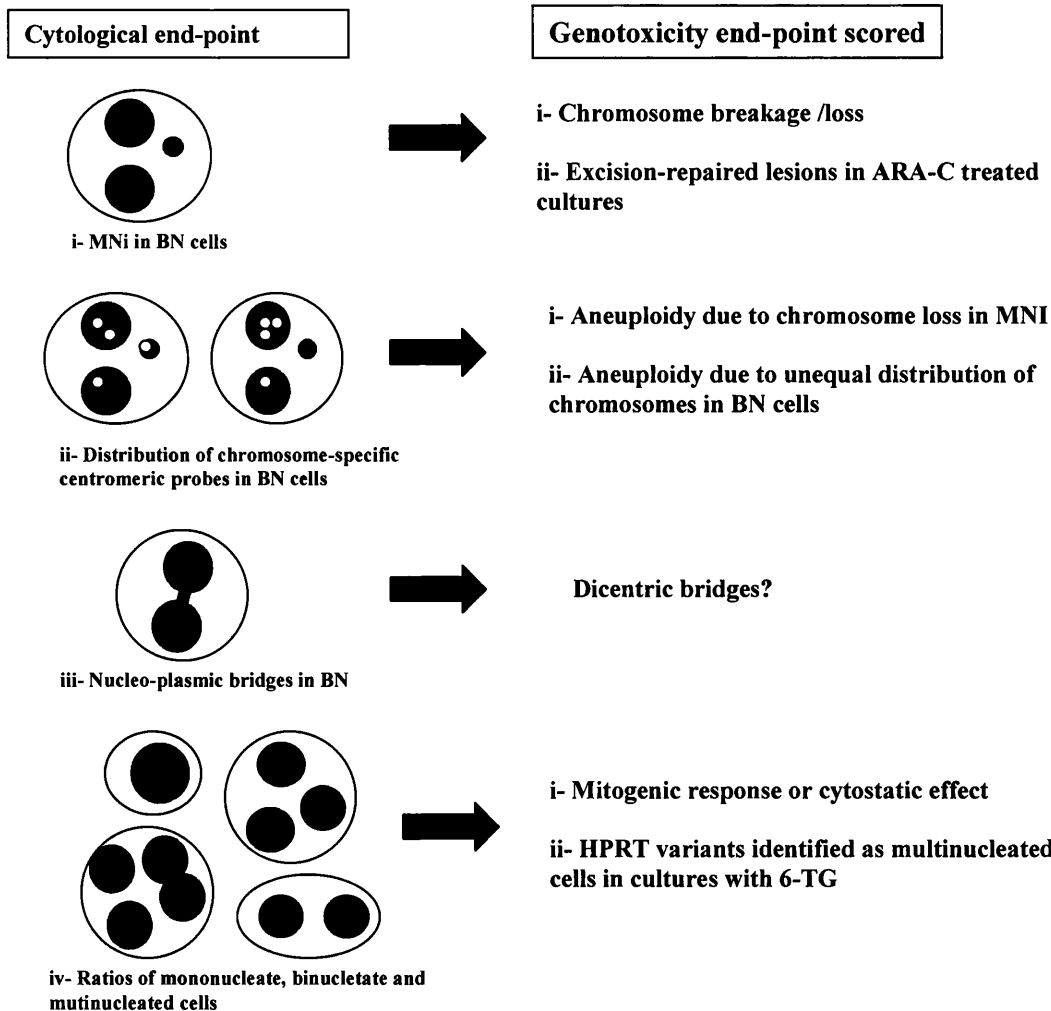 Cytological end-point
Genotoxicity end-point scored
i- MNi in BN cells
i- Chromosome breakage /loss
ii- Excision-repaired lesions in ARA-C treated
cultures
ii- Distribution of chromosome-specific
centromeric probes in BN cells
i- Aneuploidy due to chromosome loss in MNI
ii- Aneuploidy due to unequal distribution of
chromosomes in BN cells
iii- Nucleo-plasmic bridges in BN
Dicentric bridges?
iv- Ratios of mononucleate, binucletate and
mutinucleated cells
i- Mitogenic response or cytostatic effect
ii- HPRT variants identified as multinucleated
cells in cultures with 6-TG